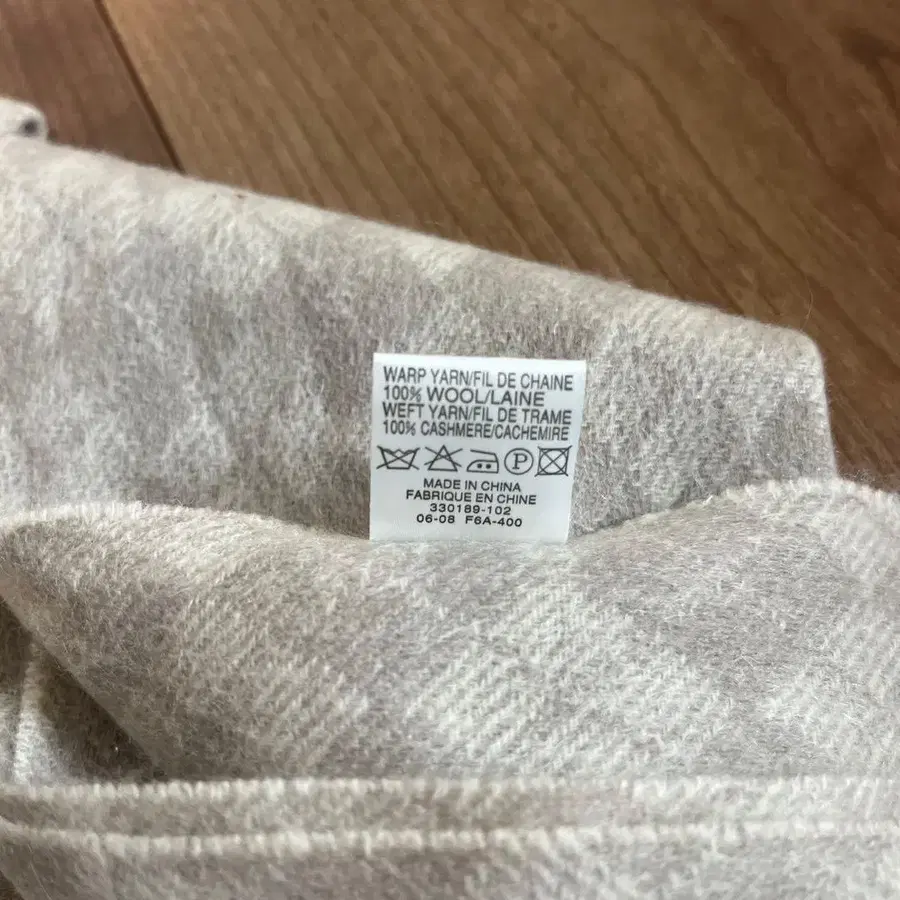 WARP YARN/FIL DE CHAINE
100% WOOL/LAINE
WEFT YARN/FIL DE TRAME
100% CASHMERE/CACHEMIRE
P
MADE IN CHINA
FABRIQUE EN CHINE
330189-102
06-08 F6A-400